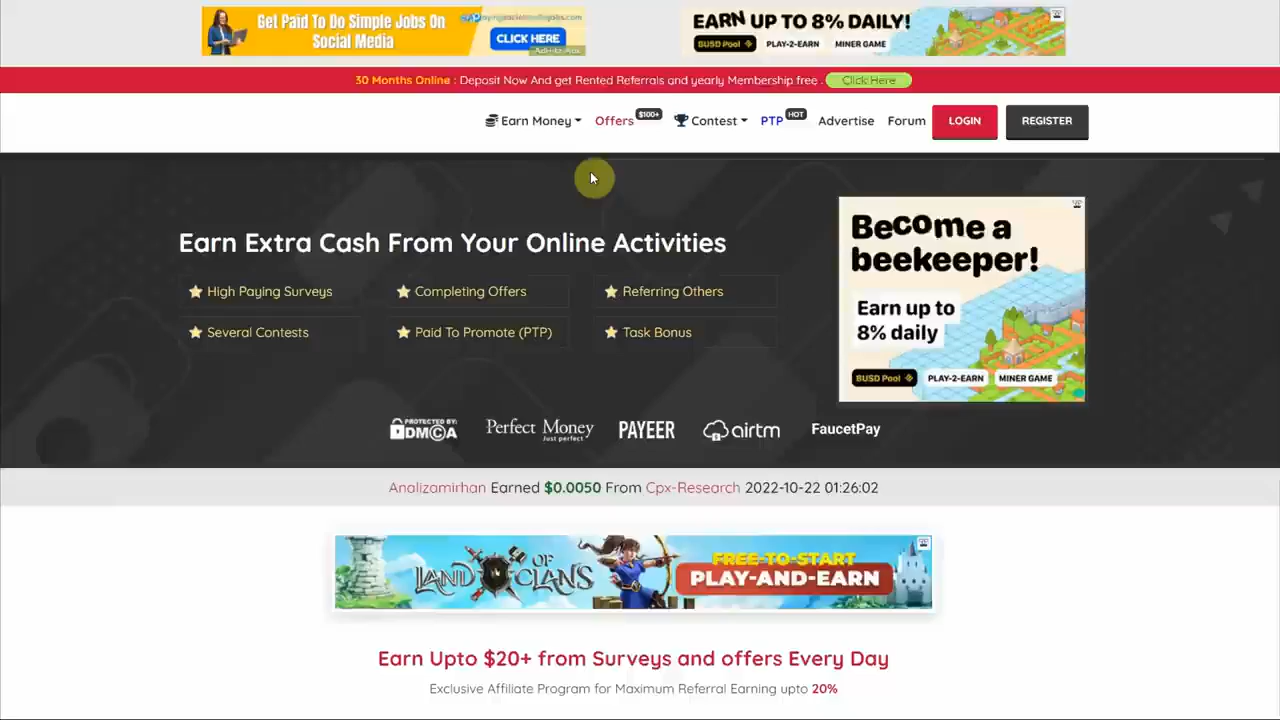 Get Paid To Do Simple Jobs On
Social Media
CLICK HERE
EARN UP TO 8% DAILY!
BUSD Pool PLAY-2-EARN MINER GAME
30 Months Online : Deposit Now And get Rented Referrals and yearly Membership free . Click Here
Earn Money Offers $100+ Contest PTP HOT Advertise Forum LOGIN REGISTER
Earn Extra Cash From Your Online Activities
High Paying Surveys Completing Offers Referring Others
Several Contests Paid To Promote (PTP) Task Bonus
Become a
beekeeper!
Earn up to
8% daily
BUSD Pool PLAY-2-EARN MINER GAME
PROTECTED BY:
DMCA
Perfect Money
Just perfect
PAYEER
airtm
FaucetPay
Analizamirhan Earned $0.0050 From Cpx-Research 2022-10-22 01:26:02
LAND OF CLANS
FREE-TO-START
PLAY-AND-EARN
Earn Upto $20+ from Surveys and offers Every Day
Exclusive Affiliate Program for Maximum Referral Earning upto 20%